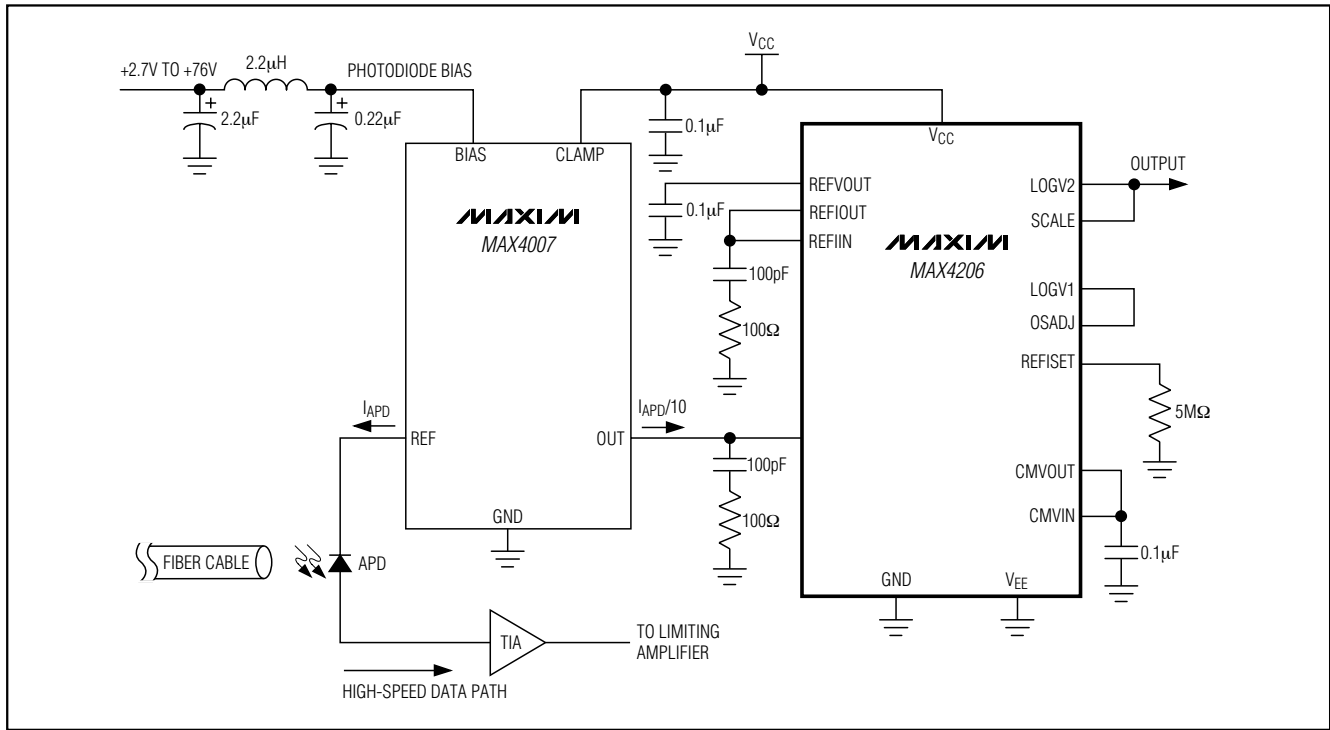 +2.7V TO +76V
2.2µH
PHOTODIODE BIAS
VCC
2.2µF
0.22µF
0.1µF
BIAS
CLAMP
VCC
MAXIM
MAX4007
REFVOUT
REFIOUT
REFIIN
0.1µF
100pF
100Ω
MAXIM
MAX4206
LOGV2
SCALE
OUTPUT
LOGV1
OSADJ
REFISET
5MΩ
IAPD
REF
OUT
IAPD/10
100pF
100Ω
CMVOUT
CMVIN
0.1µF
GND
GND
VEE
FIBER CABLE
APD
TIA
TO LIMITING
AMPLIFIER
HIGH-SPEED DATA PATH
+
+